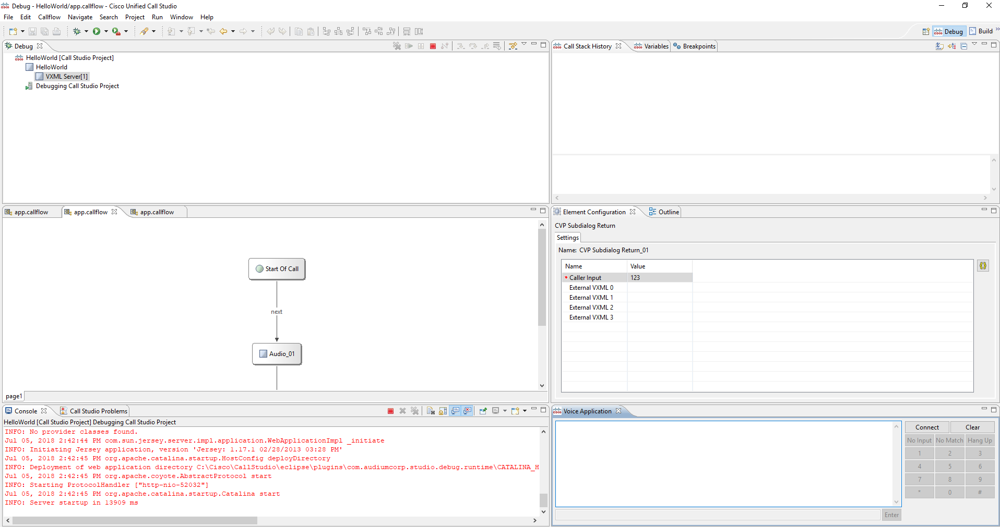 Debug - HelloWorld/app.callflow - Cisco Unified Call Studio
File Edit Callflow Navigate Search Project Run Window Help
Debug Build
Debug
HelloWorld [Call Studio Project]
HelloWorld
VXML Server[1]
Debugging Call Studio Project
Call Stack History Variables Breakpoints
app.callflow app.callflow app.callflow
Start Of Call
next
Audio_01
page1
Element Configuration Outline
CVP Subdialog Return
Settings
Name: CVP Subdialog Return_01
Name Value
* Caller Input 123
External VXML 0
External VXML 1
External VXML 2
External VXML 3
Console Call Studio Problems
HelloWorld [Call Studio Project] Debugging Call Studio Project
INFO: No provider classes found.
Jul 05, 2018 2:42:44 PM com.sun.jersey.server.impl.application.WebApplicationImpl _initiate
INFO: Initiating Jersey application, version 'Jersey: 1.17.1 02/28/2013 03:28 PM'
Jul 05, 2018 2:42:45 PM org.apache.catalina.startup.HostConfig deployDirectory
INFO: Deployment of web application directory C:\Cisco\CallStudio\eclipse\plugins\com.audiumcorp.studio.debug.runtime\CATALINA_H
Jul 05, 2018 2:42:45 PM org.apache.coyote.AbstractProtocol start
INFO: Starting ProtocolHandler ["http-nio-52032"]
Jul 05, 2018 2:42:45 PM org.apache.catalina.startup.Catalina start
INFO: Server startup in 13909 ms
Voice Application
Connect Clear
No Input No Match Hang Up
1 2 3
4 5 6
7 8 9
* 0 #
Enter